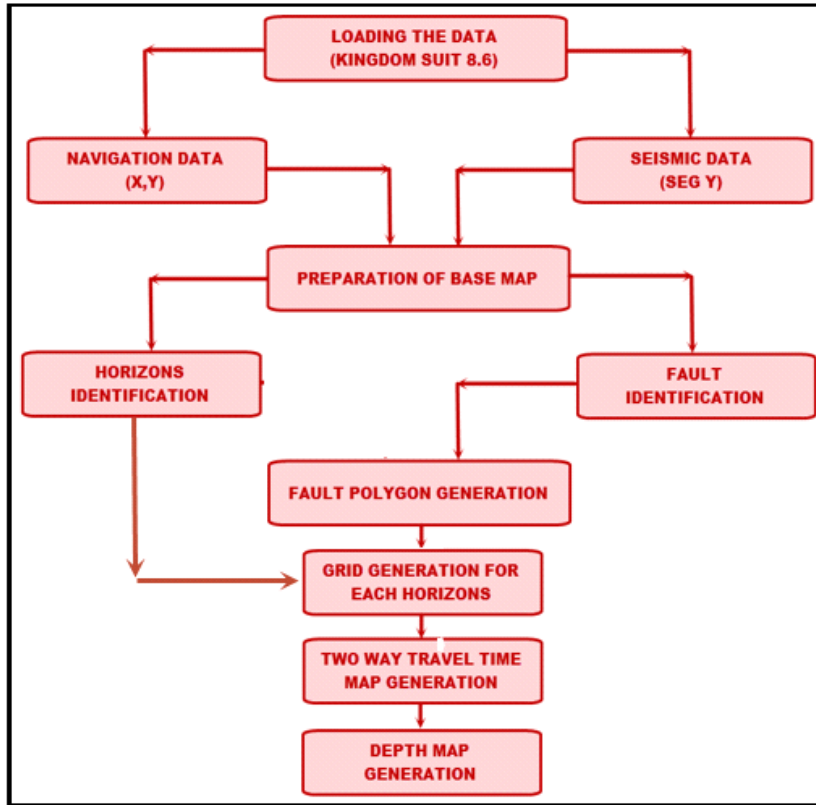 LOADING THE DATA
(KINGDOM SUIT 8.6)
NAVIGATION DATA
(X,Y)
SEISMIC DATA
(SEG Y)
PREPARATION OF BASE MAP
HORIZONS
IDENTIFICATION
FAULT
IDENTIFICATION
FAULT POLYGON GENERATION
GRID GENERATION FOR
EACH HORIZONS
TWO WAY TRAVEL TIME
MAP GENERATION
DEPTH MAP
GENERATION